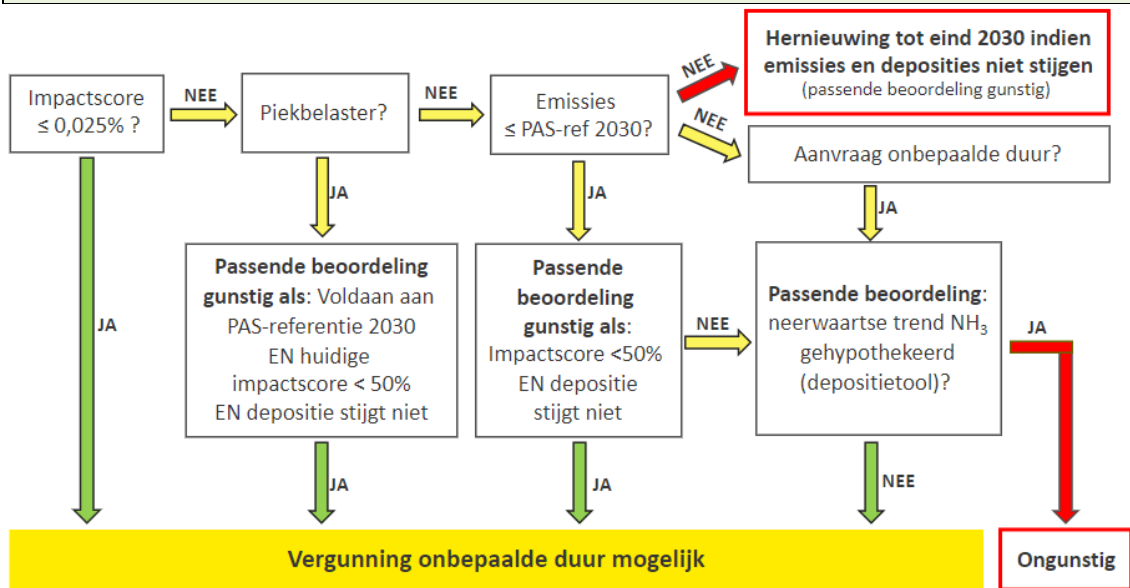 Impactscore
≤ 0,025% ?
NEE
Piekbelaster?
NEE
Emissies
≤ PAS-ref 2030?
NEE
Hernieuwing tot eind 2030 indien
emissies en deposities niet stijgen
(passende beoordeling gunstig)
NEE
Aanvraag onbepaalde duur?
JA
JA
JA
JA
Passende beoordeling
gunstig als: Voldaan aan
PAS-referentie 2030
EN huidige
impactscore < 50%
EN depositie stijgt niet
Passende
beoordeling
gunstig als:
Impactscore <50%
EN depositie
stijgt niet
NEE
Passende beoordeling:
neerwaartse trend NH₃
gehypothekeerd
(depositietool)?
JA
JA
JA
NEE
Vergunning onbepaalde duur mogelijk
Ongunstig